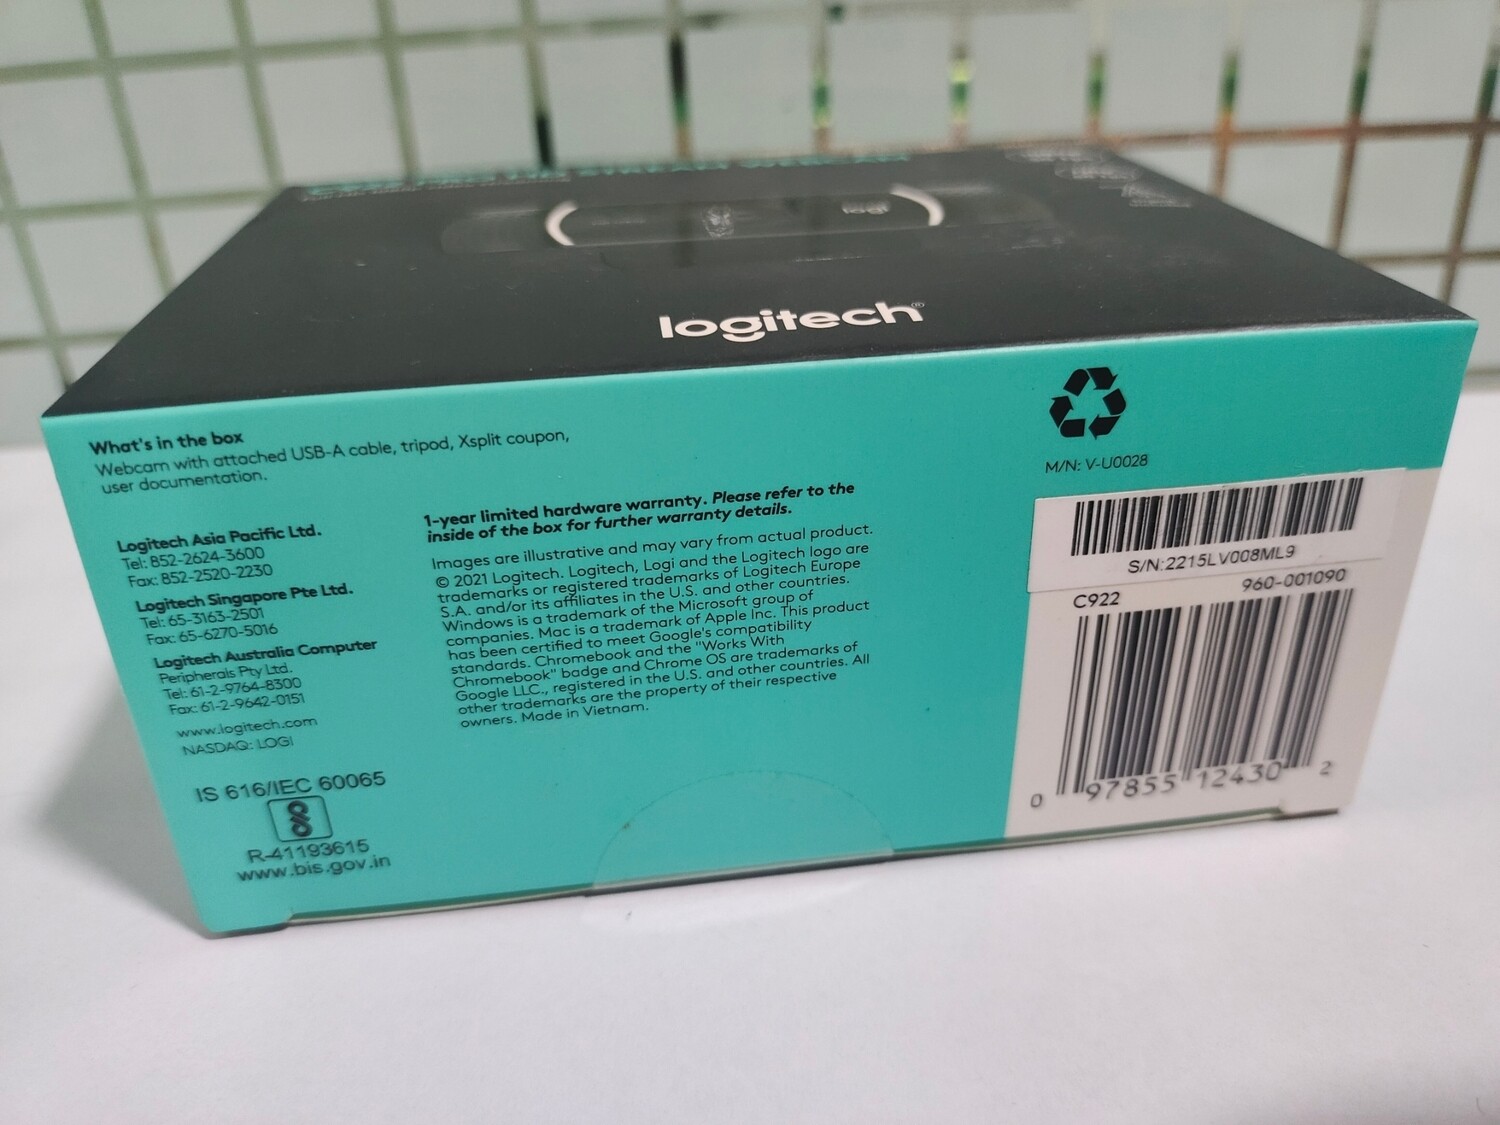 STREAM WEBCAM
logi
logitech®
What's in the box
Webcam with attached USB-A cable, tripod, Xsplit coupon,
user documentation.
Logitech Asia Pacific Ltd.
Tel: 852-2624-3600
Fax: 852-2520-2230
Logitech Singapore Pte Ltd.
Tel: 65-3163-2501
Fax: 65-6270-5016
Logitech Australia Computer
Peripherals Pty Ltd.
Tel: 61-2-9764-8300
Fax: 61-2-9642-0151
www.logitech.com
NASDAQ: LOGI
IS 616/IEC 60065
R-41193615
www.bis.gov.in
1-year limited hardware warranty. Please refer to the
inside of the box for further warranty details.
Images are illustrative and may vary from actual product.
© 2021 Logitech. Logitech, Logi and the Logitech logo are
trademarks or registered trademarks of Logitech Europe
S.A. and/or its affiliates in the U.S. and other countries.
Windows is a trademark of the Microsoft group of
companies. Mac is a trademark of Apple Inc. This product
has been certified to meet Google's compatibility
standards. Chromebook and the "Works With
Chromebook" badge and Chrome OS are trademarks of
Google LLC., registered in the U.S. and other countries. All
other trademarks are the property of their respective
owners. Made in Vietnam.
M/N: V-U0028
S/N:2215LV008ML9
C922 960-001090
0 97855 12430 2